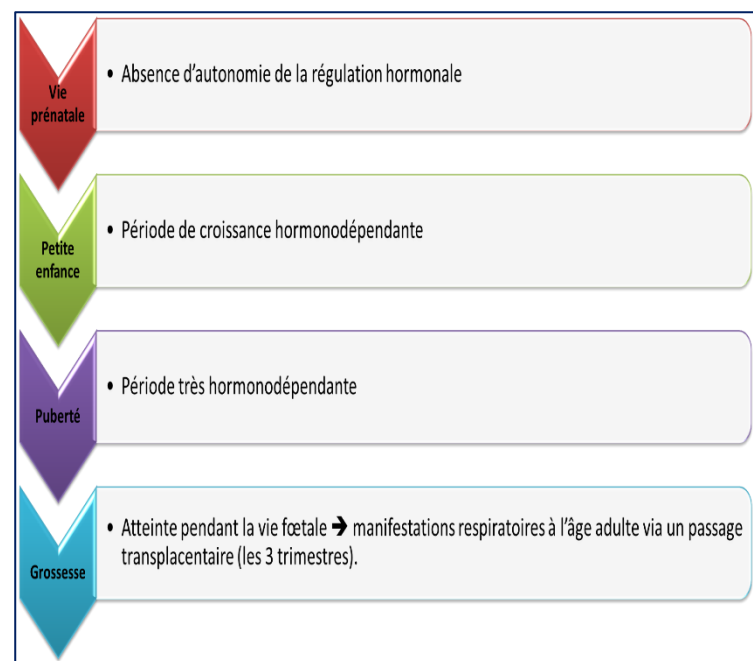 Vie
prénatale
• Absence d’autonomie de la régulation hormonale
Petite
enfance
• Période de croissance hormonodépendante
Puberté
• Période très hormonodépendante
Grossesse
• Atteinte pendant la vie fœtale ➔ manifestations respiratoires à l’âge adulte via un passage
transplacentaire (les 3 trimestres).